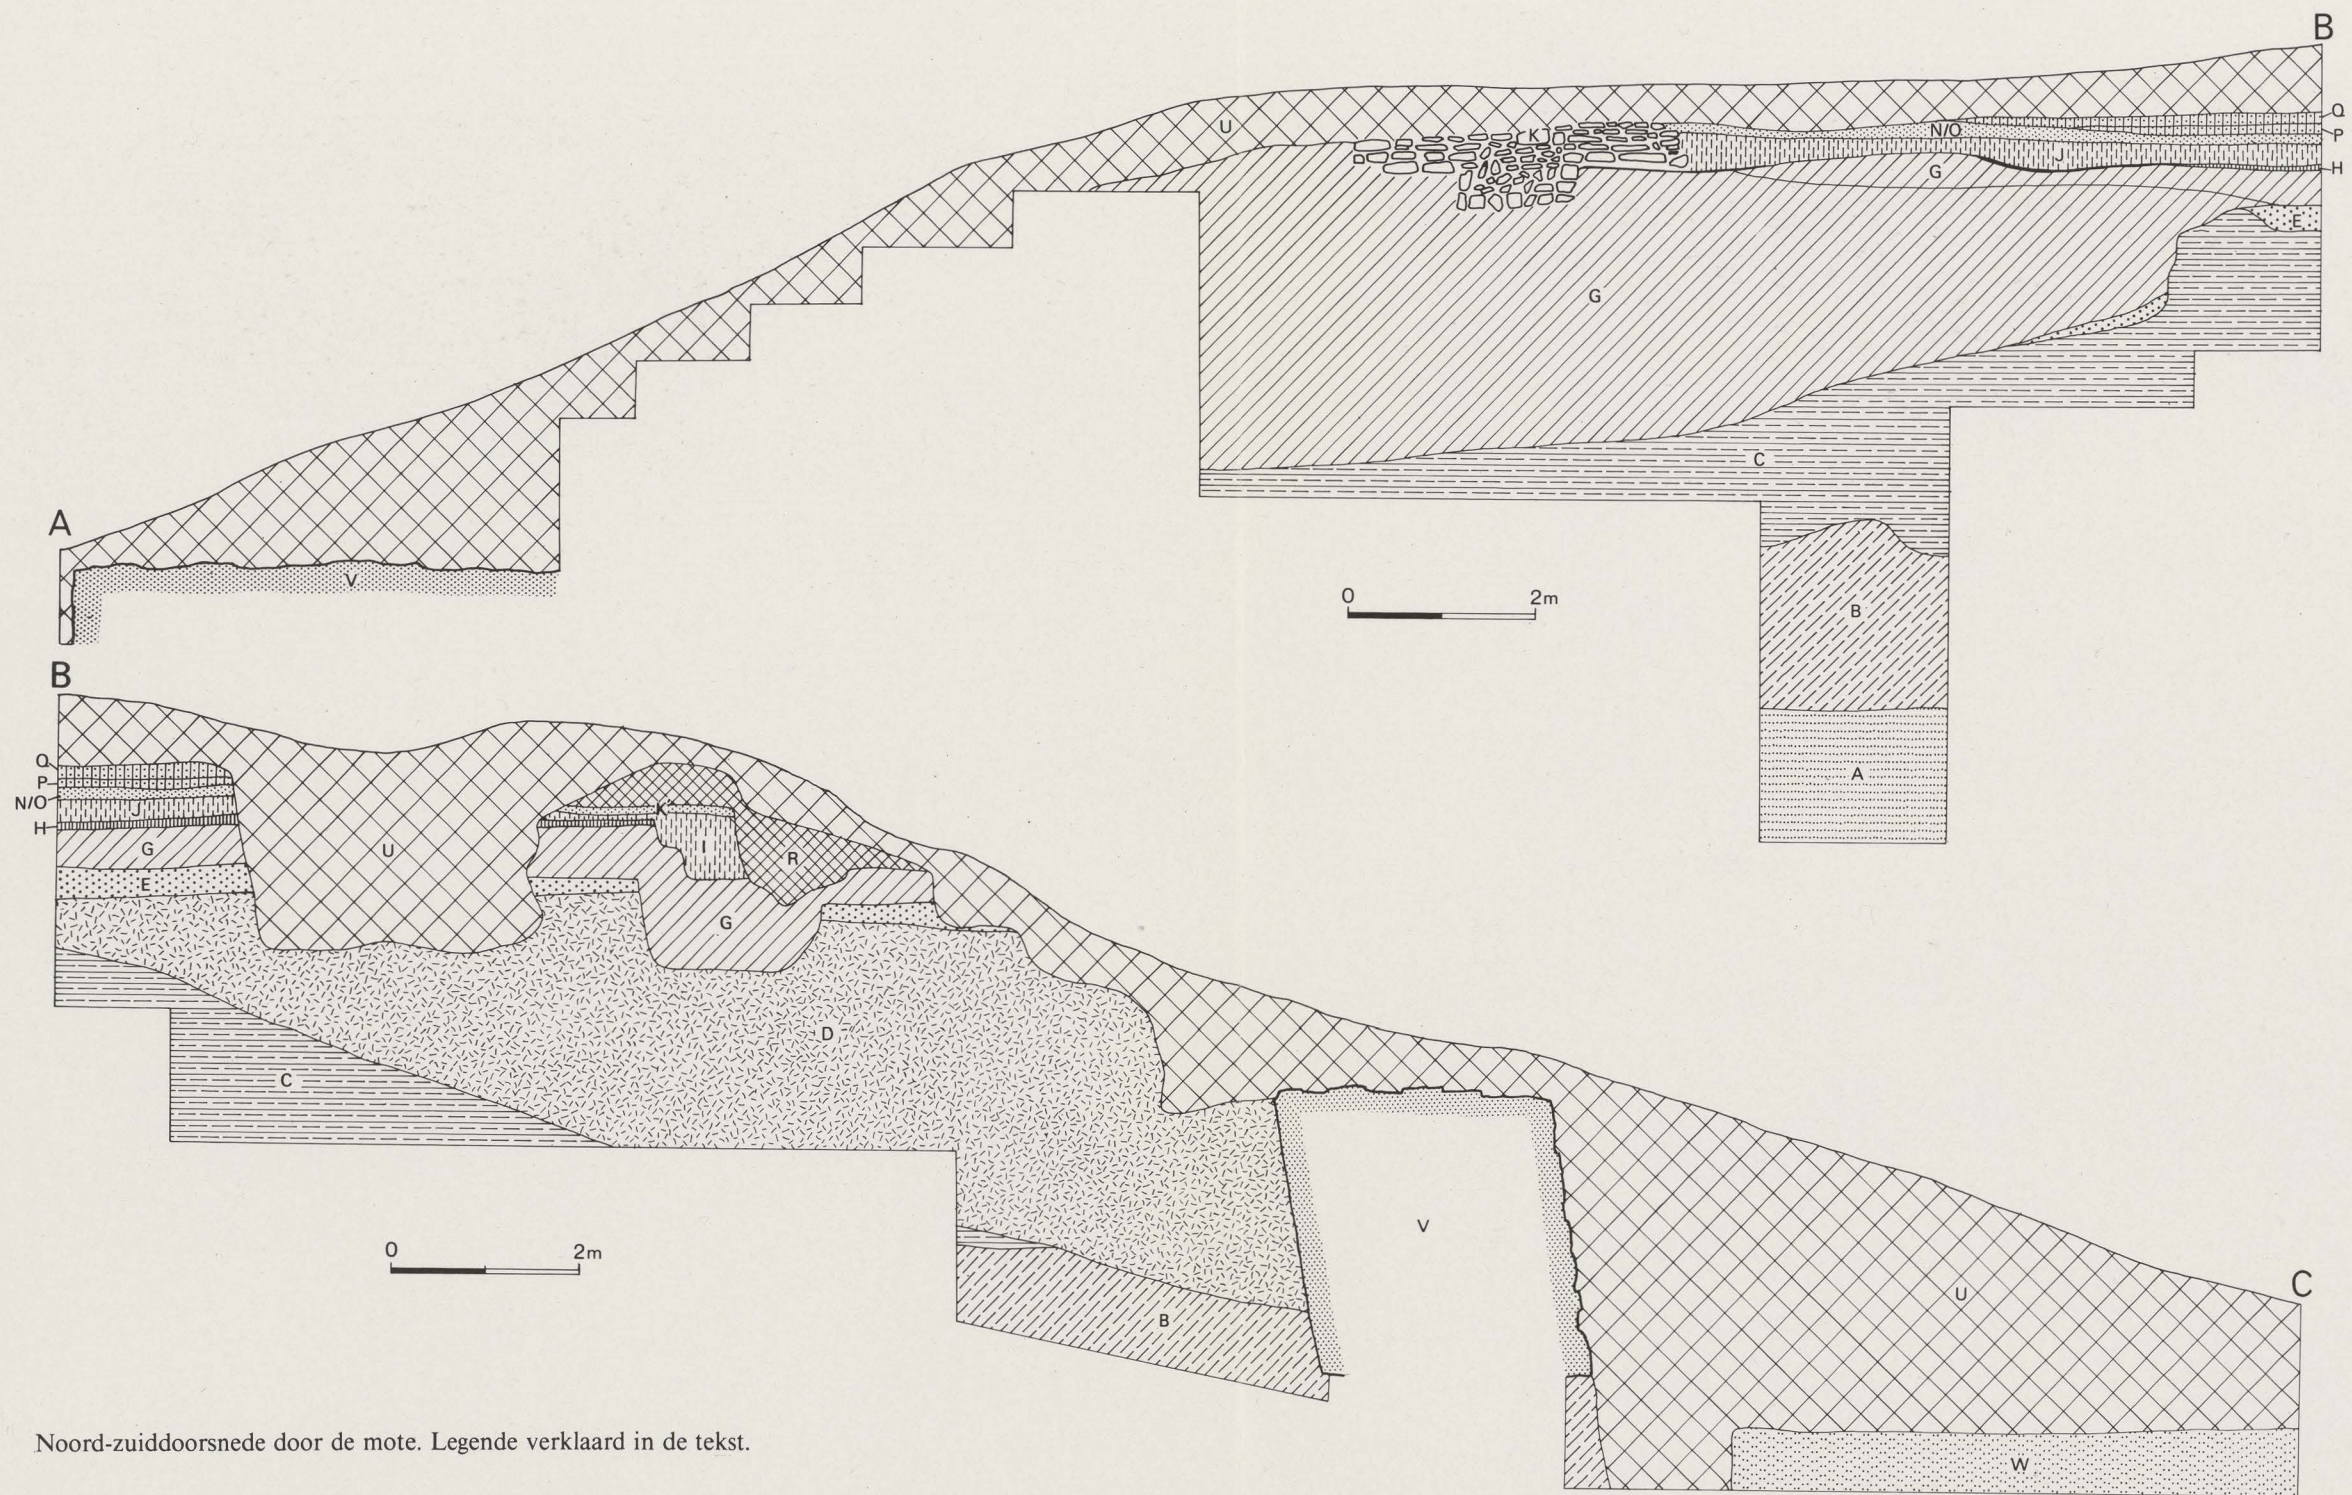 B
Q
P
H
U
K
N/O
J
G
E
G
C
A
V
0 2m
B
A
B
Q
P
N/O
H
J
G
E
U
K
I
R
G
D
C
0 2m
V
B
U
C
W
Noord-zuiddoorsnede door de mote. Legende verklaard in de tekst.